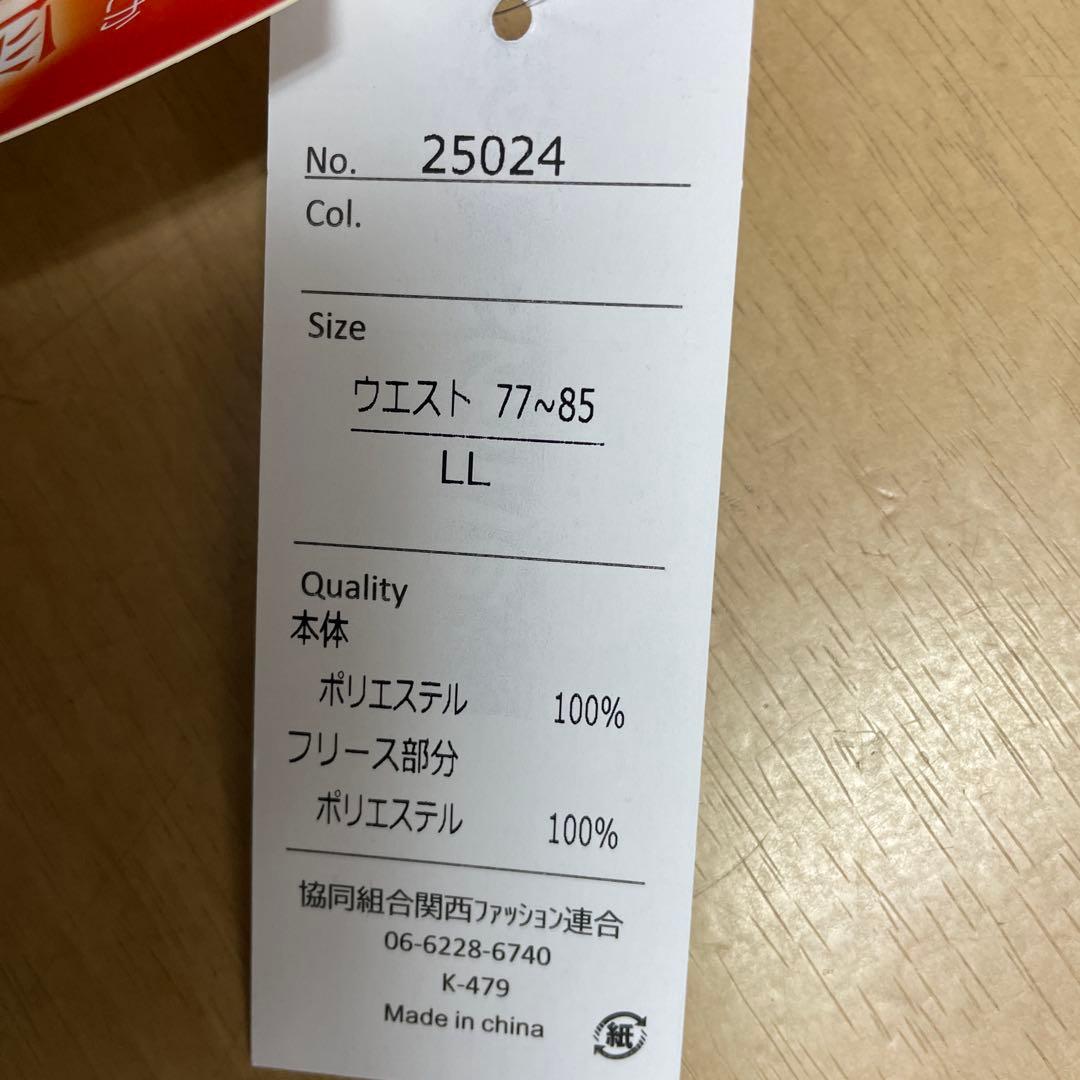 No. 25024
Col.
Size
ウエスト 77~85
LL
Quality
本体
ポリエステル 100%
フリース部分
ポリエステル 100%
協同組合関西ファッション連合
06-6228-6740
K-479
Made in china
紙